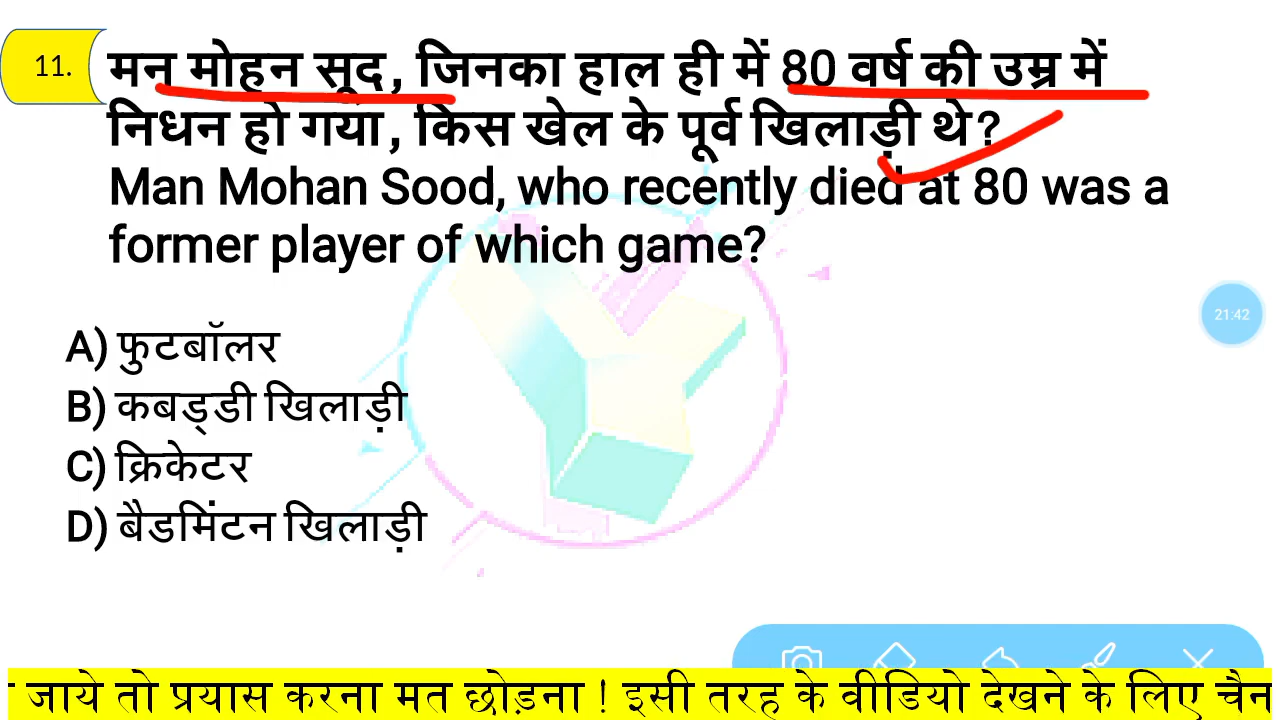 11.
मन मोहन सूद, जिनका हाल ही में 80 वर्ष की उम्र में
निधन हो गया, किस खेल के पूर्व खिलाड़ी थे?
Man Mohan Sood, who recently died at 80 was a
former player of which game?
A) फुटबॉलर
B) कबड्डी खिलाड़ी
C) क्रिकेटर
D) बैडमिंटन खिलाड़ी
21:42
जाये तो प्रयास करना मत छोड़ना ! इसी तरह के वीडियो देखने के लिए चैन